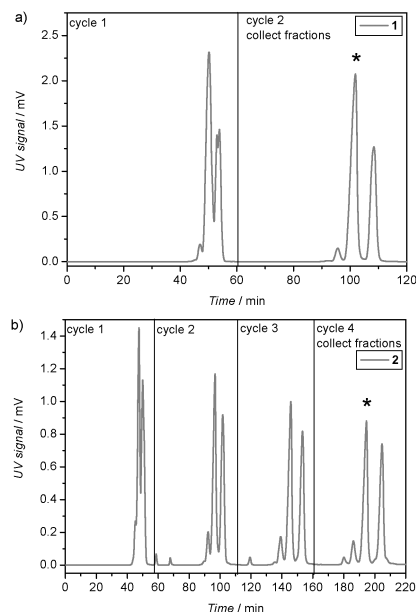 a)
cycle 1
cycle 2
collect fractions
1
*
2.5
2.0
1.5
1.0
0.5
0.0
UV signal / mV
0 20 40 60 80 100 120
Time / min
b)
cycle 1
cycle 2
cycle 3
cycle 4
collect fractions
2
*
1.4
1.2
1.0
0.8
0.6
0.4
0.2
0.0
UV signal / mV
0 20 40 60 80 100 120 140 160 180 200 220
Time / min